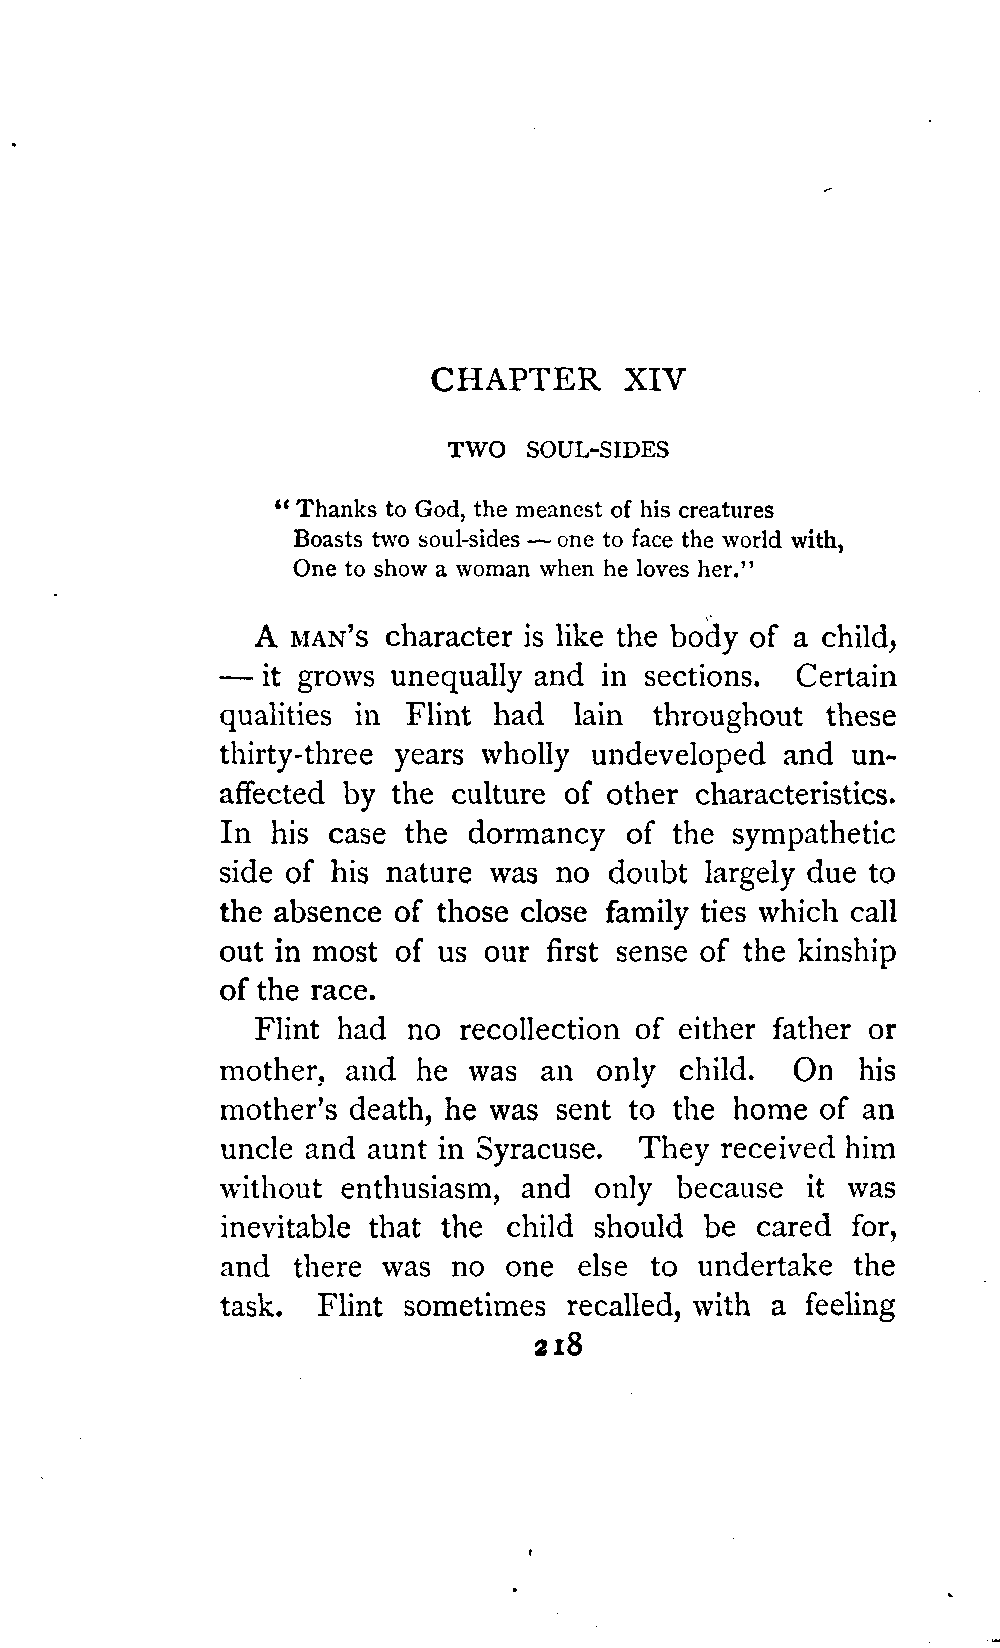 CHAPTER XIV
TWO SOUL-SIDES
“Thanks to God, the meanest of his creatures
Boasts two soul-sides — one to face the world with,
One to show a woman when he loves her.”
A MAN’S character is like the body of a child,
— it grows unequally and in sections. Certain
qualities in Flint had lain throughout these
thirty-three years wholly undeveloped and un-
affected by the culture of other characteristics.
In his case the dormancy of the sympathetic
side of his nature was no doubt largely due to
the absence of those close family ties which call
out in most of us our first sense of the kinship
of the race.
Flint had no recollection of either father or
mother, and he was an only child. On his
mother’s death, he was sent to the home of an
uncle and aunt in Syracuse. They received him
without enthusiasm, and only because it was
inevitable that the child should be cared for,
and there was no one else to undertake the
task. Flint sometimes recalled, with a feeling
218